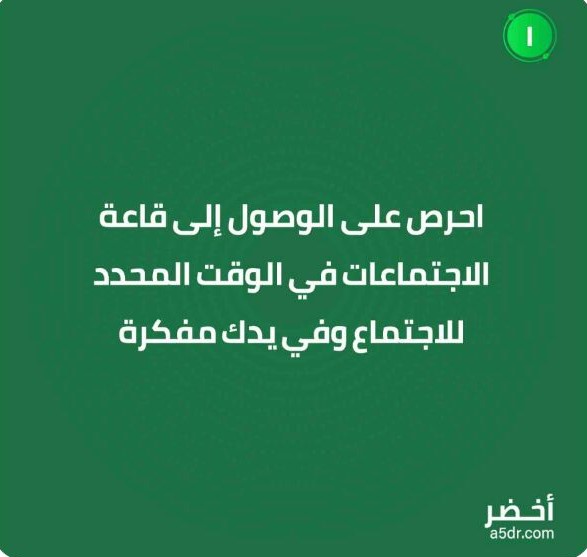 ١
احرص على الوصول إلى قاعة
الاجتماعات في الوقت المحدد
للاجتماع وفي يدك مفكرة
أخضر
a5dr.com